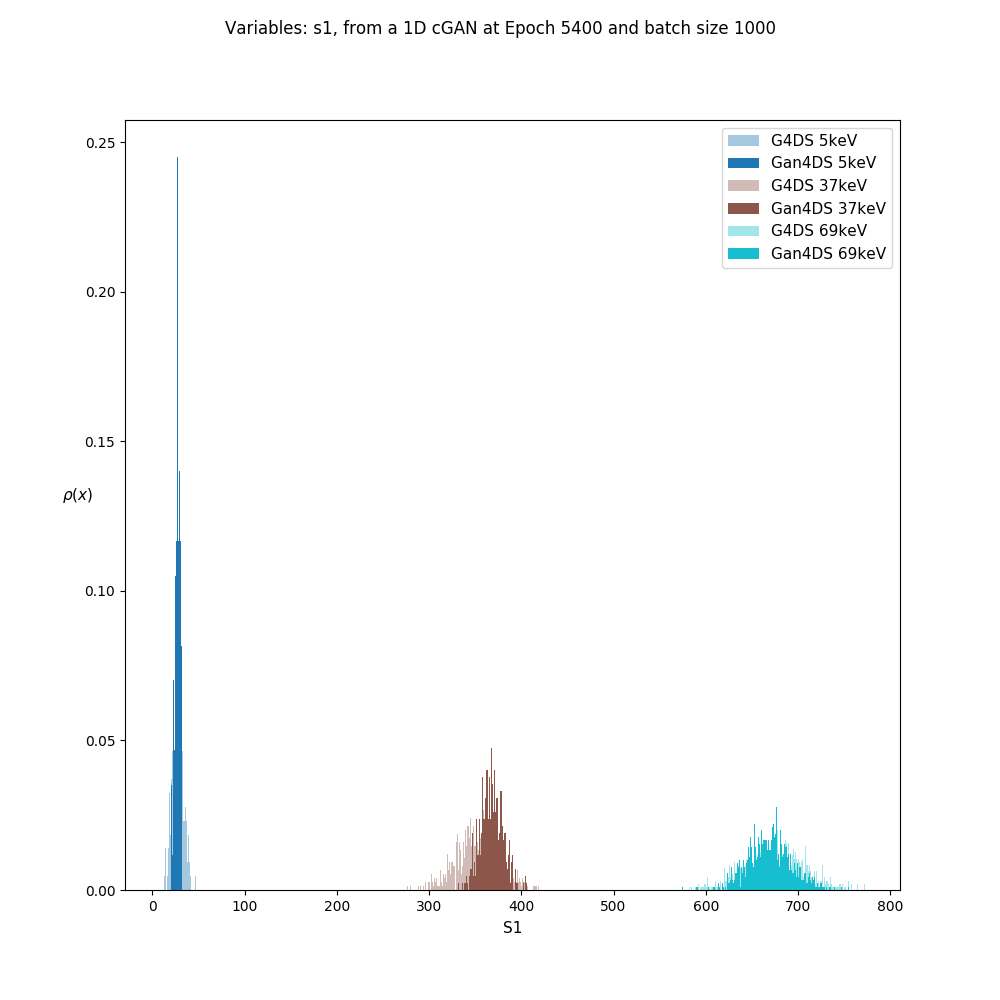 Variables: s1, from a 1D cGAN at Epoch 5400 and batch size 1000
G4DS 5keV
Gan4DS 5keV
G4DS 37keV
Gan4DS 37keV
G4DS 69keV
Gan4DS 69keV
0.25
0.20
0.15
ρ(x)
0.10
0.05
0.00
0 100 200 300 400 500 600 700 800
S1